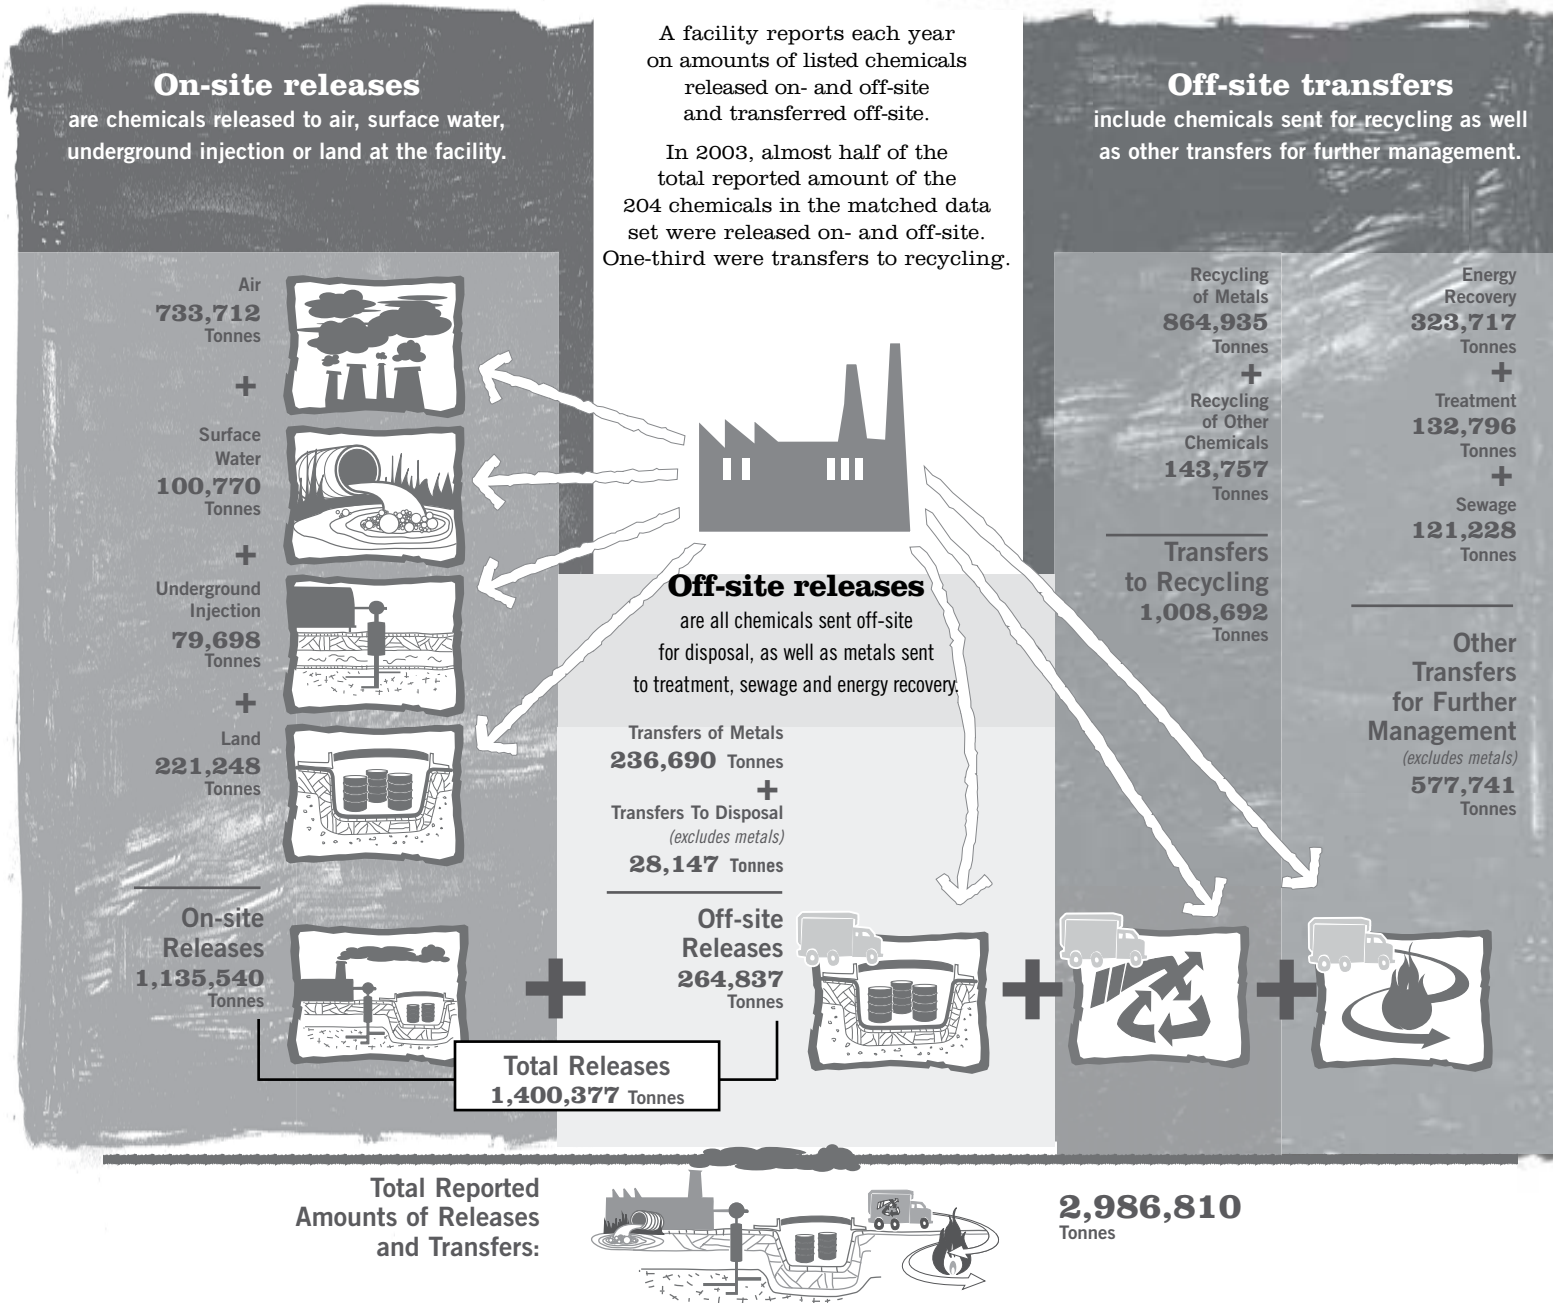 On-site releases
are chemicals released to air, surface water,
underground injection or land at the facility.
A facility reports each year
on amounts of listed chemicals
released on- and off-site
and transferred off-site.
In 2003, almost half of the
total reported amount of the
204 chemicals in the matched data
set were released on- and off-site.
One-third were transfers to recycling.
Off-site transfers
include chemicals sent for recycling as well
as other transfers for further management.
Air
733,712
Tonnes
+
Surface
Water
100,770
Tonnes
+
Underground
Injection
79,698
Tonnes
+
Land
221,248
Tonnes
On-site
Releases
1,135,540
Tonnes
+
Off-site releases
are all chemicals sent off-site
for disposal, as well as metals sent
to treatment, sewage and energy recovery.
Transfers of Metals
236,690 Tonnes
+
Transfers To Disposal
(excludes metals)
28,147 Tonnes
Off-site
Releases
264,837
Tonnes
Total Releases
1,400,377 Tonnes
+
Recycling
of Metals
864,935
Tonnes
+
Recycling
of Other
Chemicals
143,757
Tonnes
Transfers
to Recycling
1,008,692
Tonnes
+
Energy
Recovery
323,717
Tonnes
+
Treatment
132,796
Tonnes
+
Sewage
121,228
Tonnes
Other
Transfers
for Further
Management
(excludes metals)
577,741
Tonnes
Total Reported
Amounts of Releases
and Transfers:
2,986,810
Tonnes